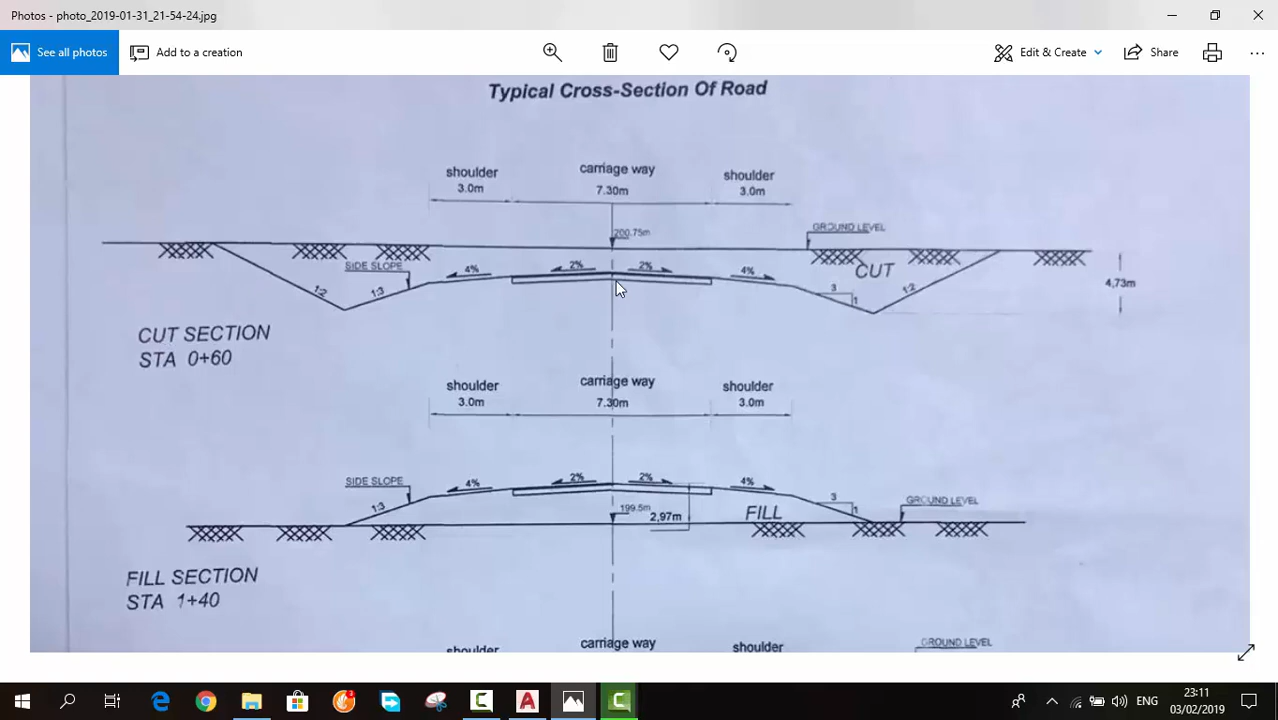 Photos - photo_2019-01-31_21-54-24.jpg
See all photos
Add to a creation
Edit & Create
Share
Typical Cross-Section Of Road
shoulder
3.0m
carriage way
7.30m
shoulder
3.0m
200.75m
GROUND LEVEL
SIDE SLOPE
4%
2%
2%
4%
CUT
1:2
1:3
3
1
1:2
4,73m
CUT SECTION
STA 0+60
shoulder
3.0m
carriage way
7.30m
shoulder
3.0m
SIDE SLOPE
4%
2%
2%
4%
3
1
1:3
GROUND LEVEL
199.5m
2,97m
FILL
FILL SECTION
STA 1+40
shoulder
carriage way
shoulder
GROUND LEVEL
ENG
23:11
03/02/2019